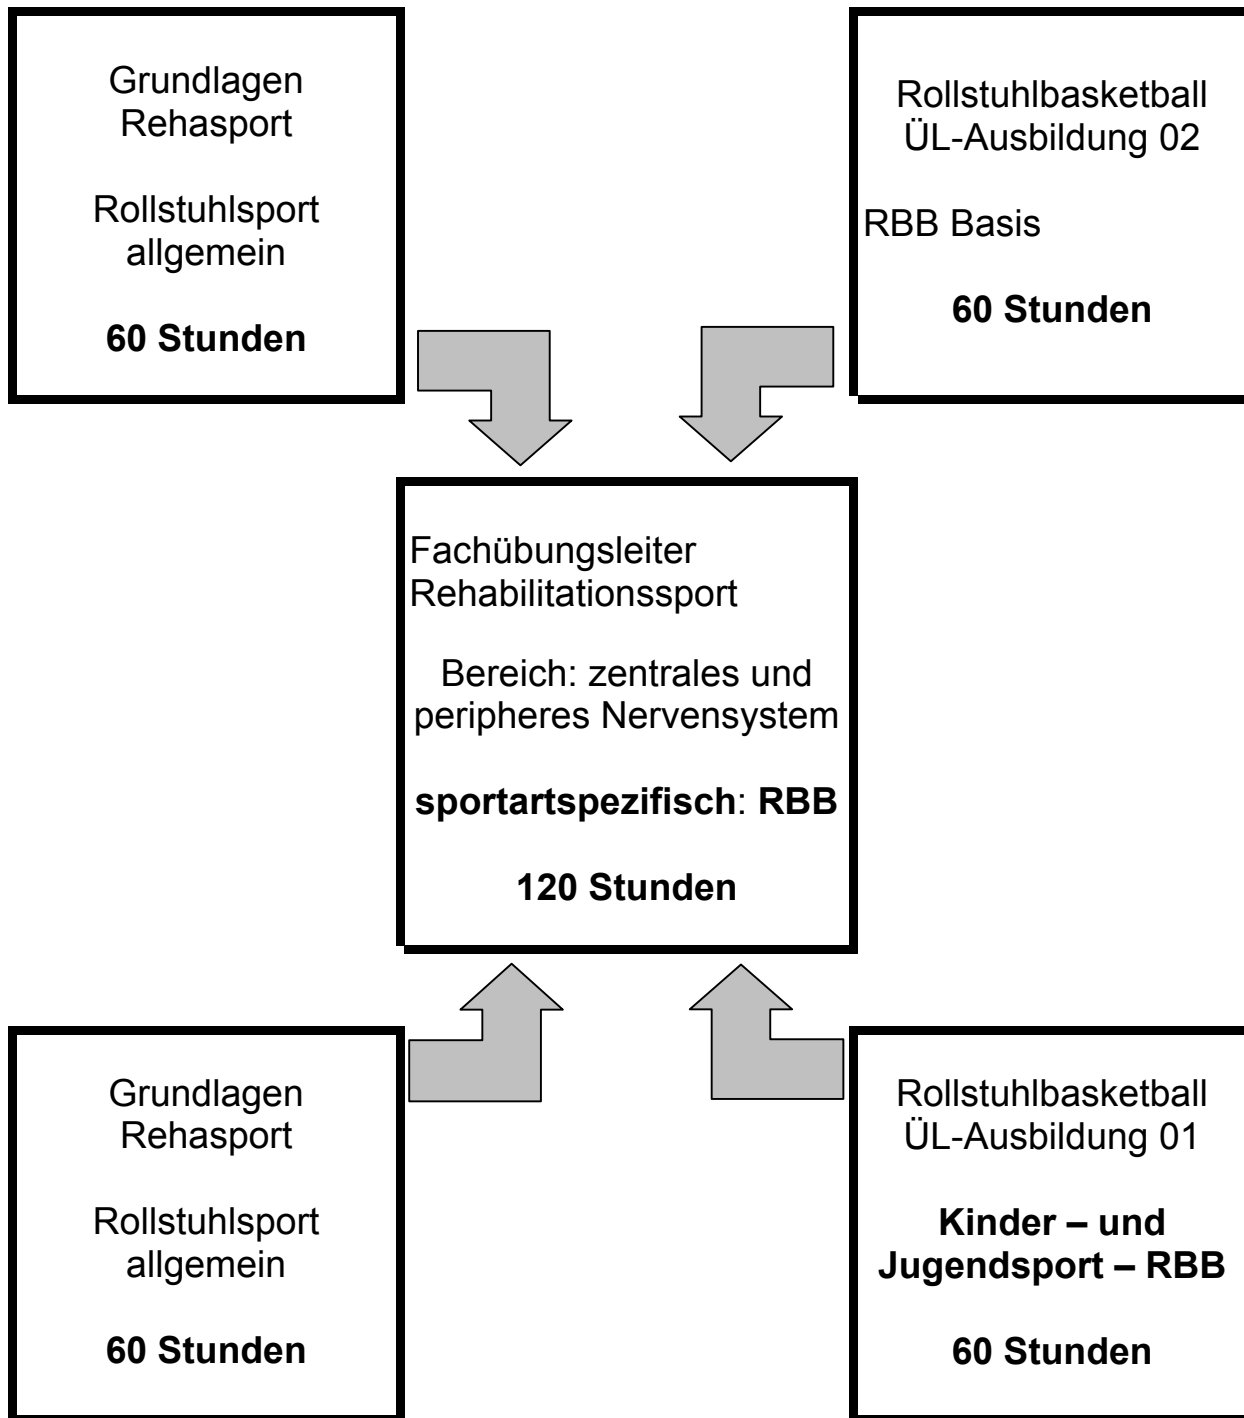 Grundlagen
Rehasport
Rollstuhlsport
allgemein
60 Stunden
Rollstuhlbasketball
ÜL-Ausbildung 02
RBB Basis
60 Stunden
Fachübungsleiter
Rehabilitationssport
Bereich: zentrales und
peripheres Nervensystem
sportartspezifisch: RBB
120 Stunden
Grundlagen
Rehasport
Rollstuhlsport
allgemein
60 Stunden
Rollstuhlbasketball
ÜL-Ausbildung 01
Kinder – und
Jugendsport – RBB
60 Stunden